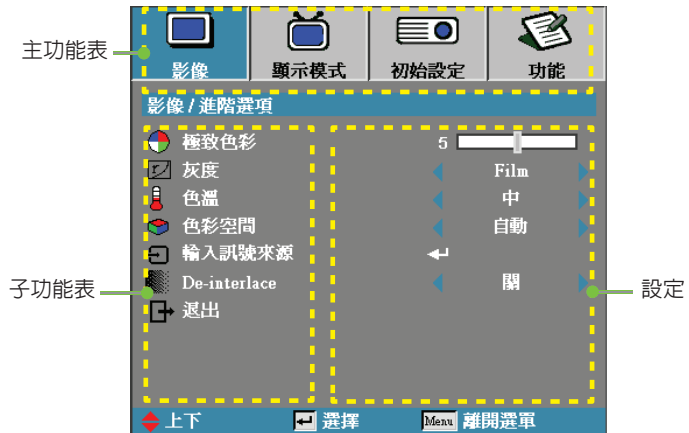 主功能表
影像 顯示模式 初始設定 功能
影像 / 進階選項
極致色彩 5
灰度 Film
色溫 中
色彩空間 自動
輸入訊號來源
子功能表
De-interlace 關
設定
退出
上下 選擇 Menu 離開選單